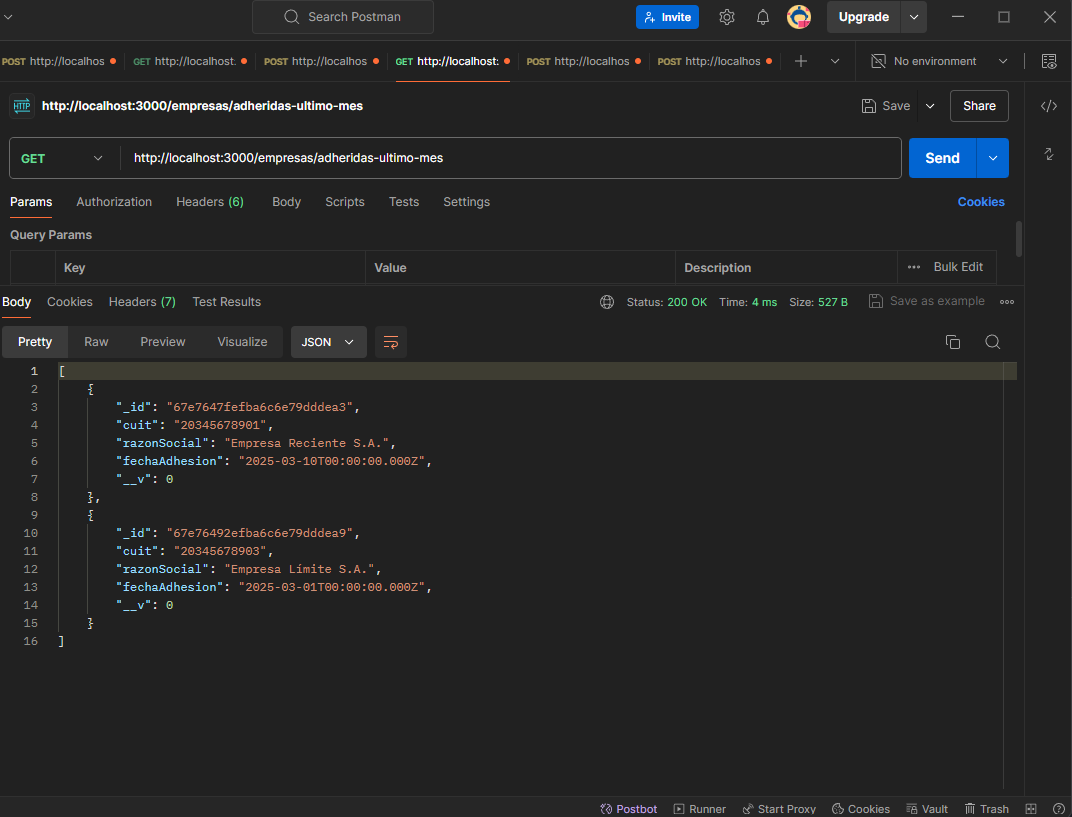 Search Postman
Invite
Upgrade
POST http://localhos
GET http://localhost:
POST http://localhos
GET http://localhost:
POST http://localhos
POST http://localhos
No environment
HTTP http://localhost:3000/empresas/adheridas-ultimo-mes
Save
Share
GET http://localhost:3000/empresas/adheridas-ultimo-mes
Send
Params Authorization Headers (6) Body Scripts Tests Settings Cookies
Query Params
Key Value Description Bulk Edit
Body Cookies Headers (7) Test Results Status: 200 OK Time: 4 ms Size: 527 B Save as example
Pretty Raw Preview Visualize JSON
1 [
2 {
3 "_id": "67e7647fefba6c6e79dddea3",
4 "cuit": "20345678901",
5 "razonSocial": "Empresa Reciente S.A.",
6 "fechaAdhesion": "2025-03-10T00:00:00.000Z",
7 "__v": 0
8 },
9 {
10 "_id": "67e76492efba6c6e79dddea9",
11 "cuit": "20345678903",
12 "razonSocial": "Empresa Límite S.A.",
13 "fechaAdhesion": "2025-03-01T00:00:00.000Z",
14 "__v": 0
15 }
16 ]
Postbot Runner Start Proxy Cookies Vault Trash